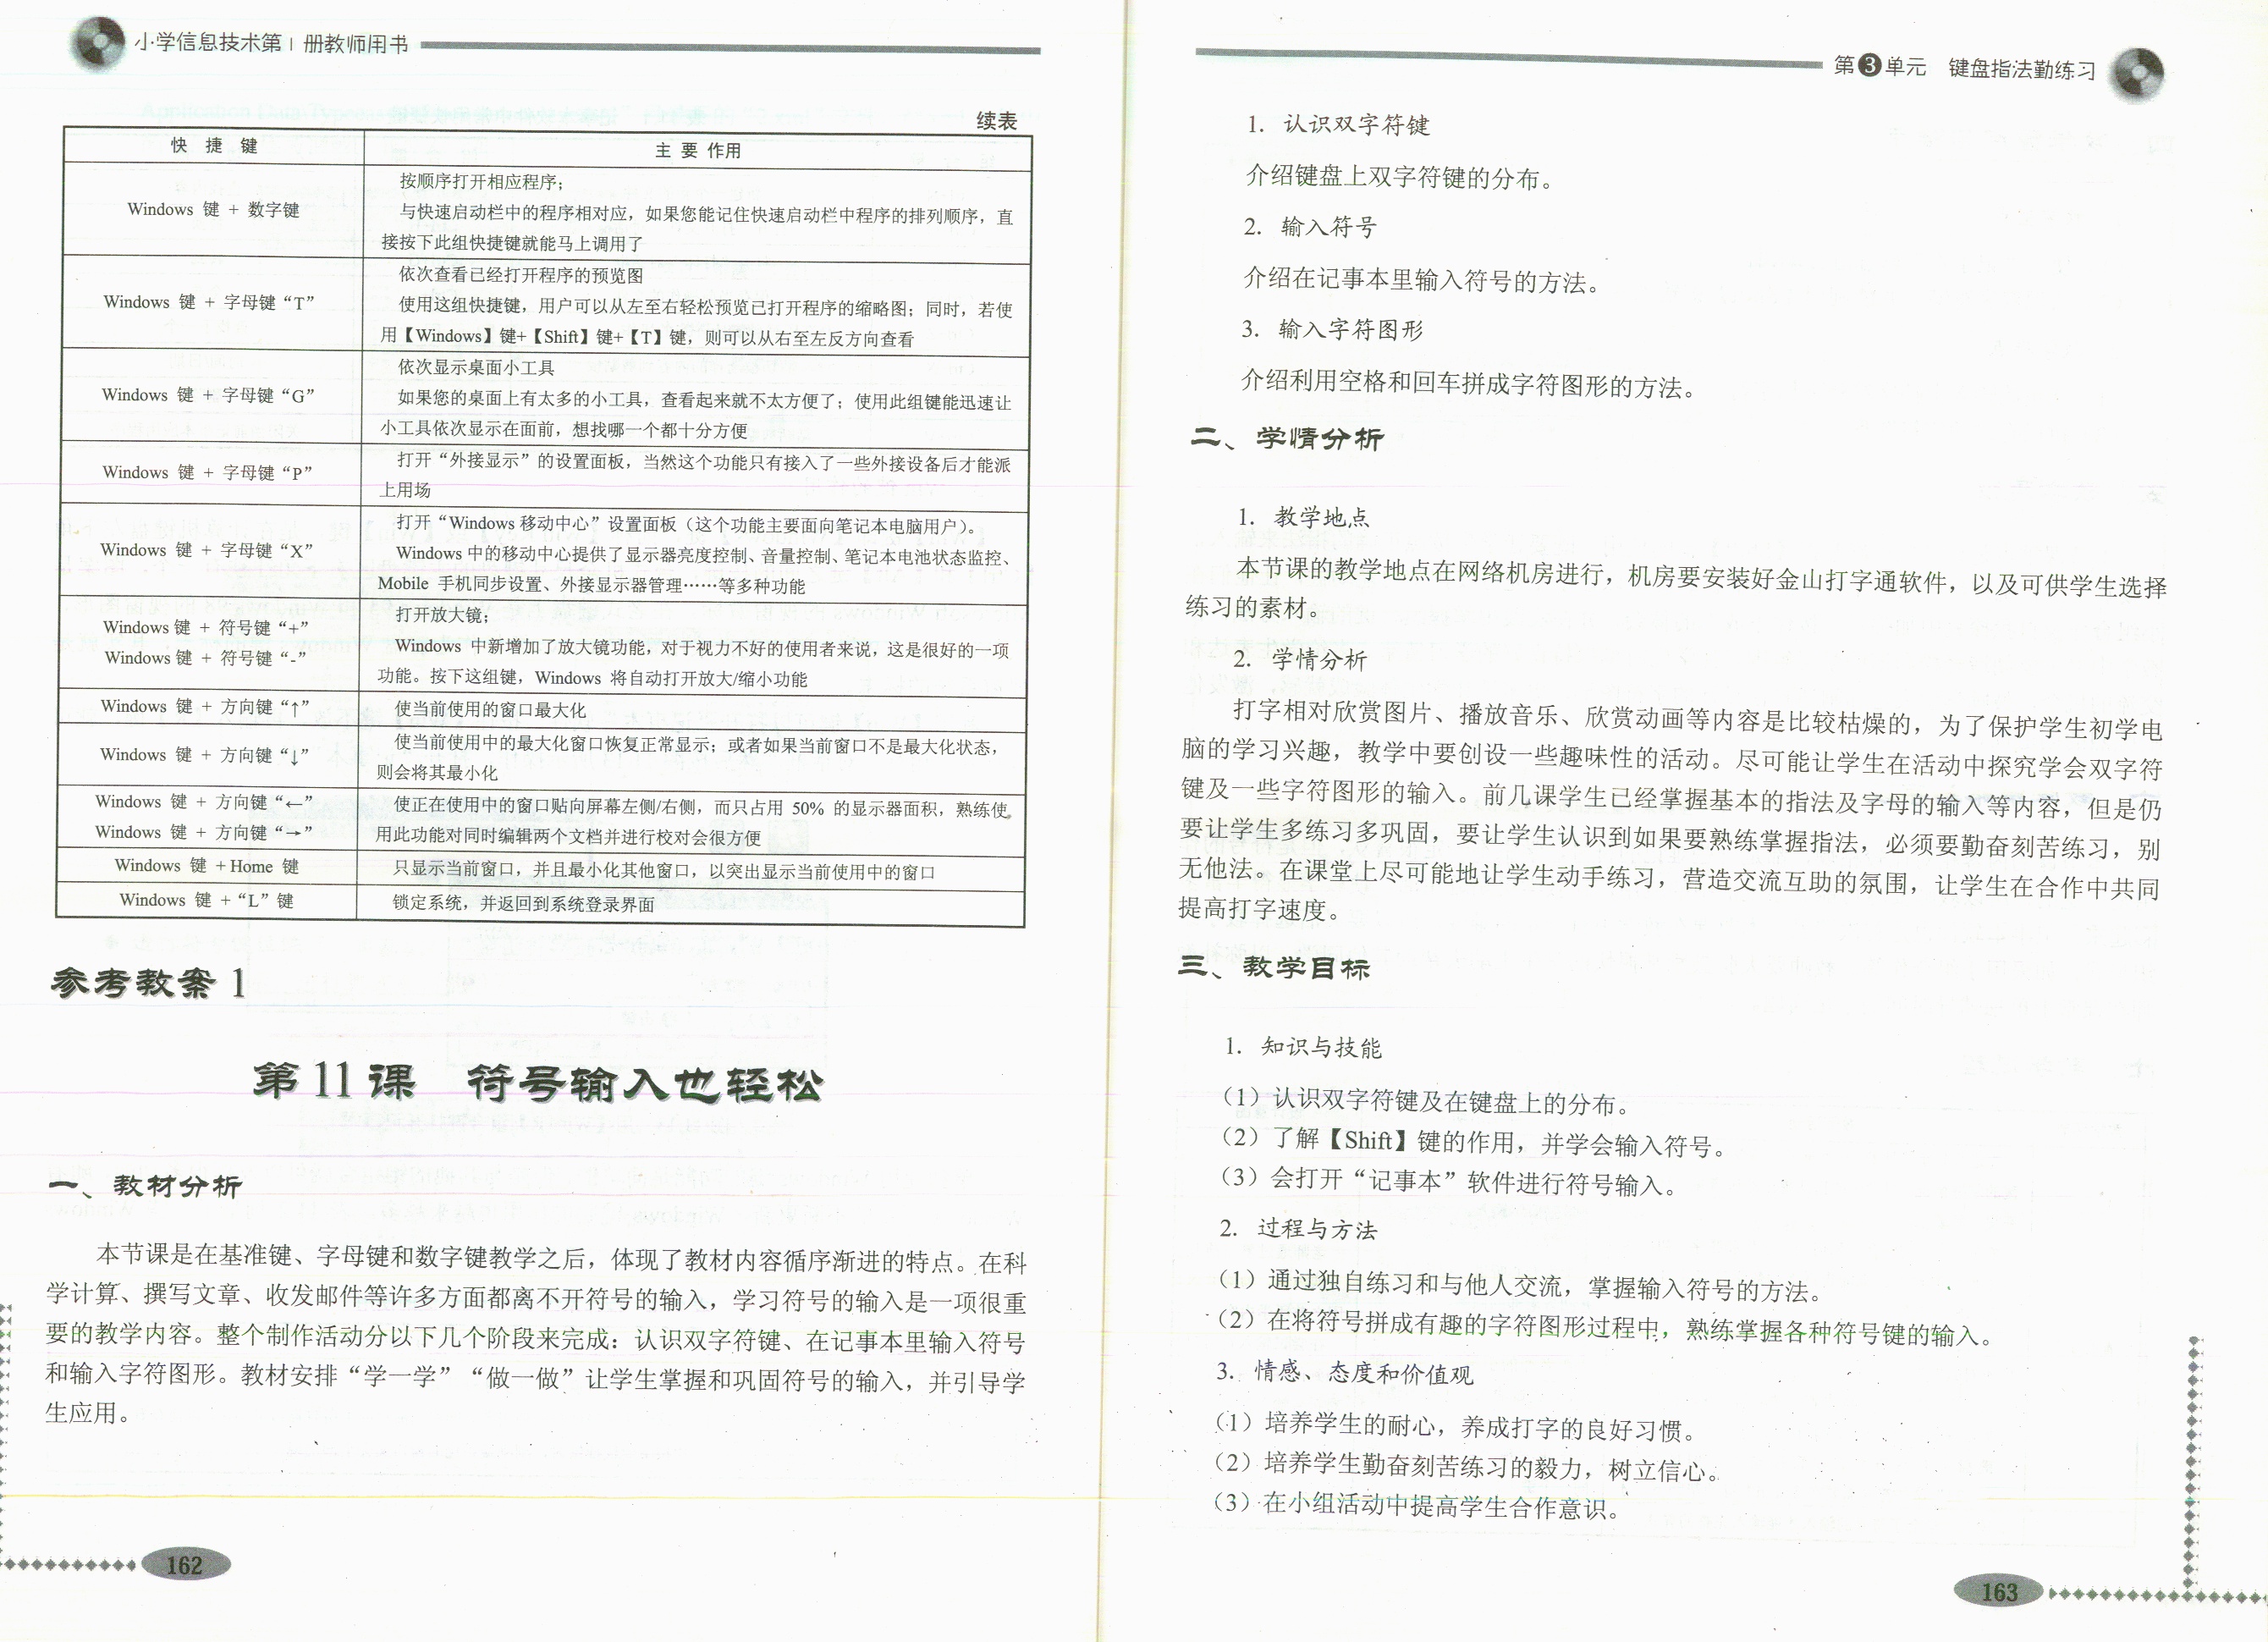 小学信息技术第1册教师用书
续表
快 捷 键
主 要 作用
Windows 键 + 数字键
按顺序打开相应程序；
与快速启动栏中的程序相对应，如果您能记住快速启动栏中程序的排列顺序，直
接按下此组快捷键就能马上调用了
Windows 键 + 字母键“T”
依次查看已经打开程序的预览图
使用这组快捷键，用户可以从左至右轻松预览已打开程序的缩略图；同时，若使
用【Windows】键+【Shift】键+【T】键，则可以从右至左反方向查看
Windows 键 + 字母键“G”
依次显示桌面小工具
如果您的桌面上有太多的小工具，查看起来就不太方便了；使用此组键能迅速让
小工具依次显示在面前，想找哪一个都十分方便
Windows 键 + 字母键“P”
打开“外接显示”的设置面板，当然这个功能只有接入了一些外接设备后才能派
上用场
Windows 键 + 字母键“X”
打开“Windows 移动中心”设置面板（这个功能主要面向笔记本电脑用户）。
Windows 中的移动中心提供了显示器亮度控制、音量控制、笔记本电池状态监控、
Mobile 手机同步设置、外接显示器管理……等多种功能
Windows 键 + 符号键“+”
Windows 键 + 符号键“-”
打开放大镜；
Windows 中新增加了放大镜功能，对于视力不好的使用者来说，这是很好的一项
功能。按下这组键，Windows 将自动打开放大/缩小功能
Windows 键 + 方向键“↑”
使当前使用的窗口最大化
Windows 键 + 方向键“↓”
使当前使用中的最大化窗口恢复正常显示；或者如果当前窗口不是最大化状态，
则会将其最小化
Windows 键 + 方向键“←”
Windows 键 + 方向键“→”
使正在使用中的窗口贴向屏幕左侧/右侧，而只占用 50% 的显示器面积，熟练使
用此功能对同时编辑两个文档并进行校对会很方便
Windows 键 +Home 键
只显示当前窗口，并且最小化其他窗口，以突出显示当前使用中的窗口
Windows 键 +“L”键
锁定系统，并返回到系统登录界面
参考教案 1
第 11 课 符号输入也轻松
一、教材分析
本节课是在基准键、字母键和数字键教学之后，体现了教材内容循序渐进的特点。在科
学计算、撰写文章、收发邮件等许多方面都离不开符号的输入，学习符号的输入是一项很重
要的教学内容。整个制作活动分以下几个阶段来完成：认识双字符键、在记事本里输入符号
和输入字符图形。教材安排“学一学”“做一做”让学生掌握和巩固符号的输入，并引导学
生应用。
162
第3单元 键盘指法勤练习
1. 认识双字符键
介绍键盘上双字符键的分布。
2. 输入符号
介绍在记事本里输入符号的方法。
3. 输入字符图形
介绍利用空格和回车拼成字符图形的方法。
二、学情分析
1. 教学地点
本节课的教学地点在网络机房进行，机房要安装好金山打字通软件，以及可供学生选择
练习的素材。
2. 学情分析
打字相对欣赏图片、播放音乐、欣赏动画等内容是比较枯燥的，为了保护学生初学电
脑的学习兴趣，教学中要创设一些趣味性的活动。尽可能让学生在活动中探究学会双字符
键及一些字符图形的输入。前几课学生已经掌握基本的指法及字母的输入等内容，但是仍
要让学生多练习多巩固，要让学生认识到如果要熟练掌握指法，必须要勤奋刻苦练习，别
无他法。在课堂上尽可能地让学生动手练习，营造交流互助的氛围，让学生在合作中共同
提高打字速度。
三、教学目标
1. 知识与技能
（1）认识双字符键及在键盘上的分布。
（2）了解【Shift】键的作用，并学会输入符号。
（3）会打开“记事本”软件进行符号输入。
2. 过程与方法
（1）通过独自练习和与他人交流，掌握输入符号的方法。
（2）在将符号拼成有趣的字符图形过程中，熟练掌握各种符号键的输入。
3. 情感、态度和价值观
（1）培养学生的耐心，养成打字的良好习惯。
（2）培养学生勤奋刻苦练习的毅力，树立信心。
（3）在小组活动中提高学生合作意识。
163